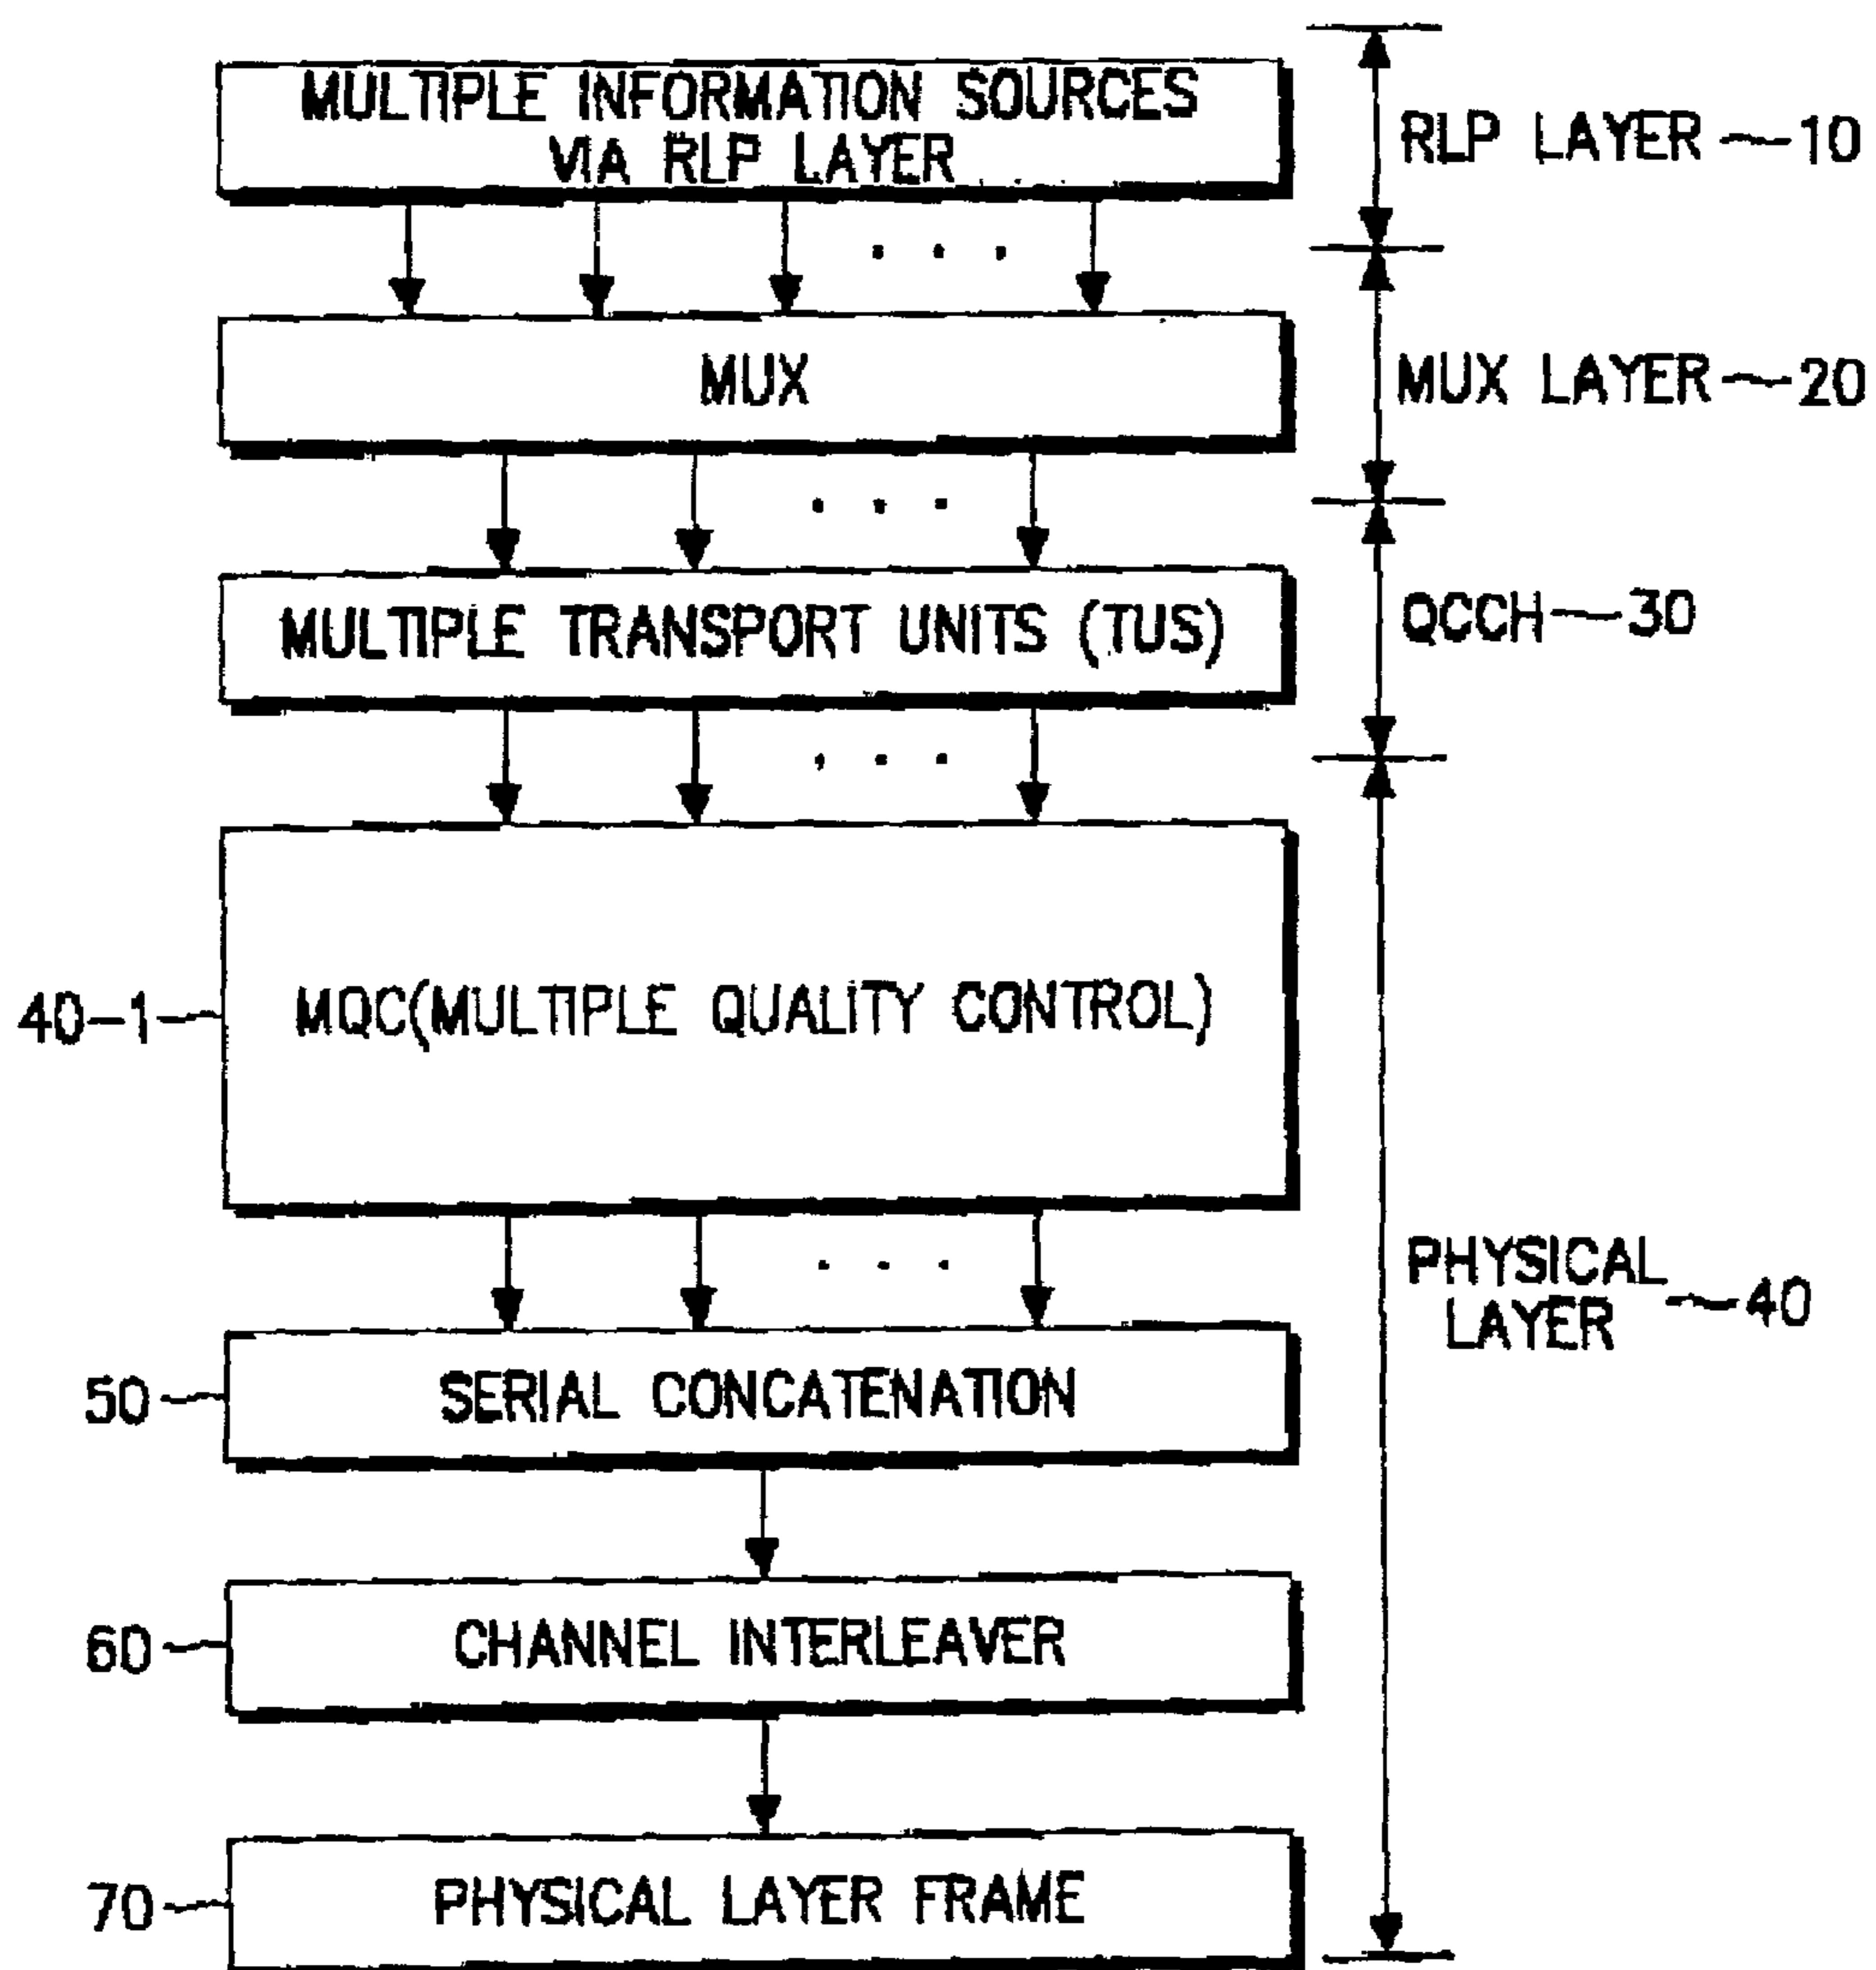 MULTIPLE INFORMATION SOURCES
VIA RLP LAYER
RLP LAYER 10
MUX
MUX LAYER 20
MULTIPLE TRANSPORT UNITS (TUS)
QCCH 30
40-1
MQC(MULTIPLE QUALITY CONTROL)
PHYSICAL
LAYER 40
50
SERIAL CONCATENATION
60
CHANNEL INTERLEAVER
70
PHYSICAL LAYER FRAME